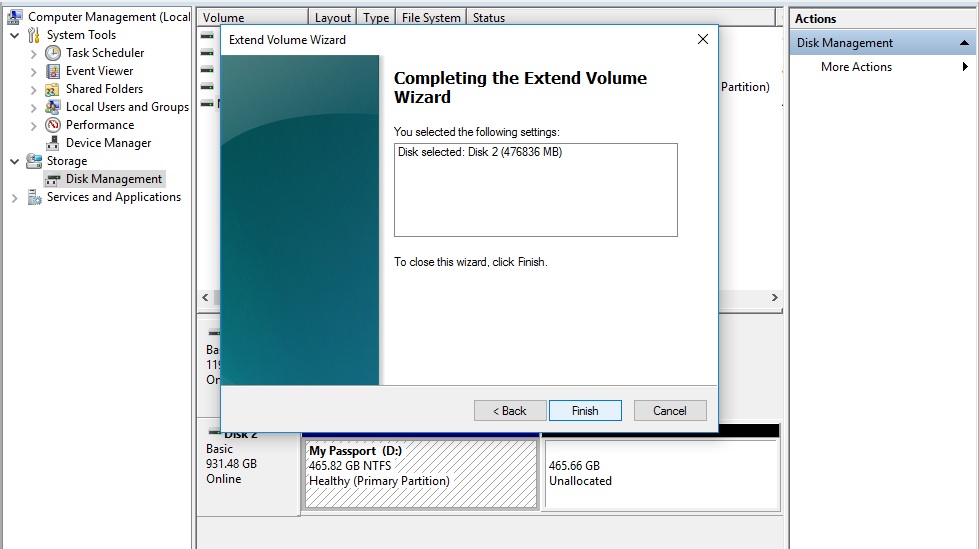 Computer Management (Local
System Tools
Task Scheduler
Event Viewer
Shared Folders
Local Users and Groups
Performance
Device Manager
Storage
Disk Management
Services and Applications
Volume Layout Type File System Status
Partition)
Extend Volume Wizard
Completing the Extend Volume
Wizard
You selected the following settings:
Disk selected: Disk 2 (476836 MB)
To close this wizard, click Finish.
< Back Finish Cancel
Disk 2
Basic
931.48 GB
Online
My Passport (D:)
465.82 GB NTFS
Healthy (Primary Partition)
465.66 GB
Unallocated
Actions
Disk Management
More Actions